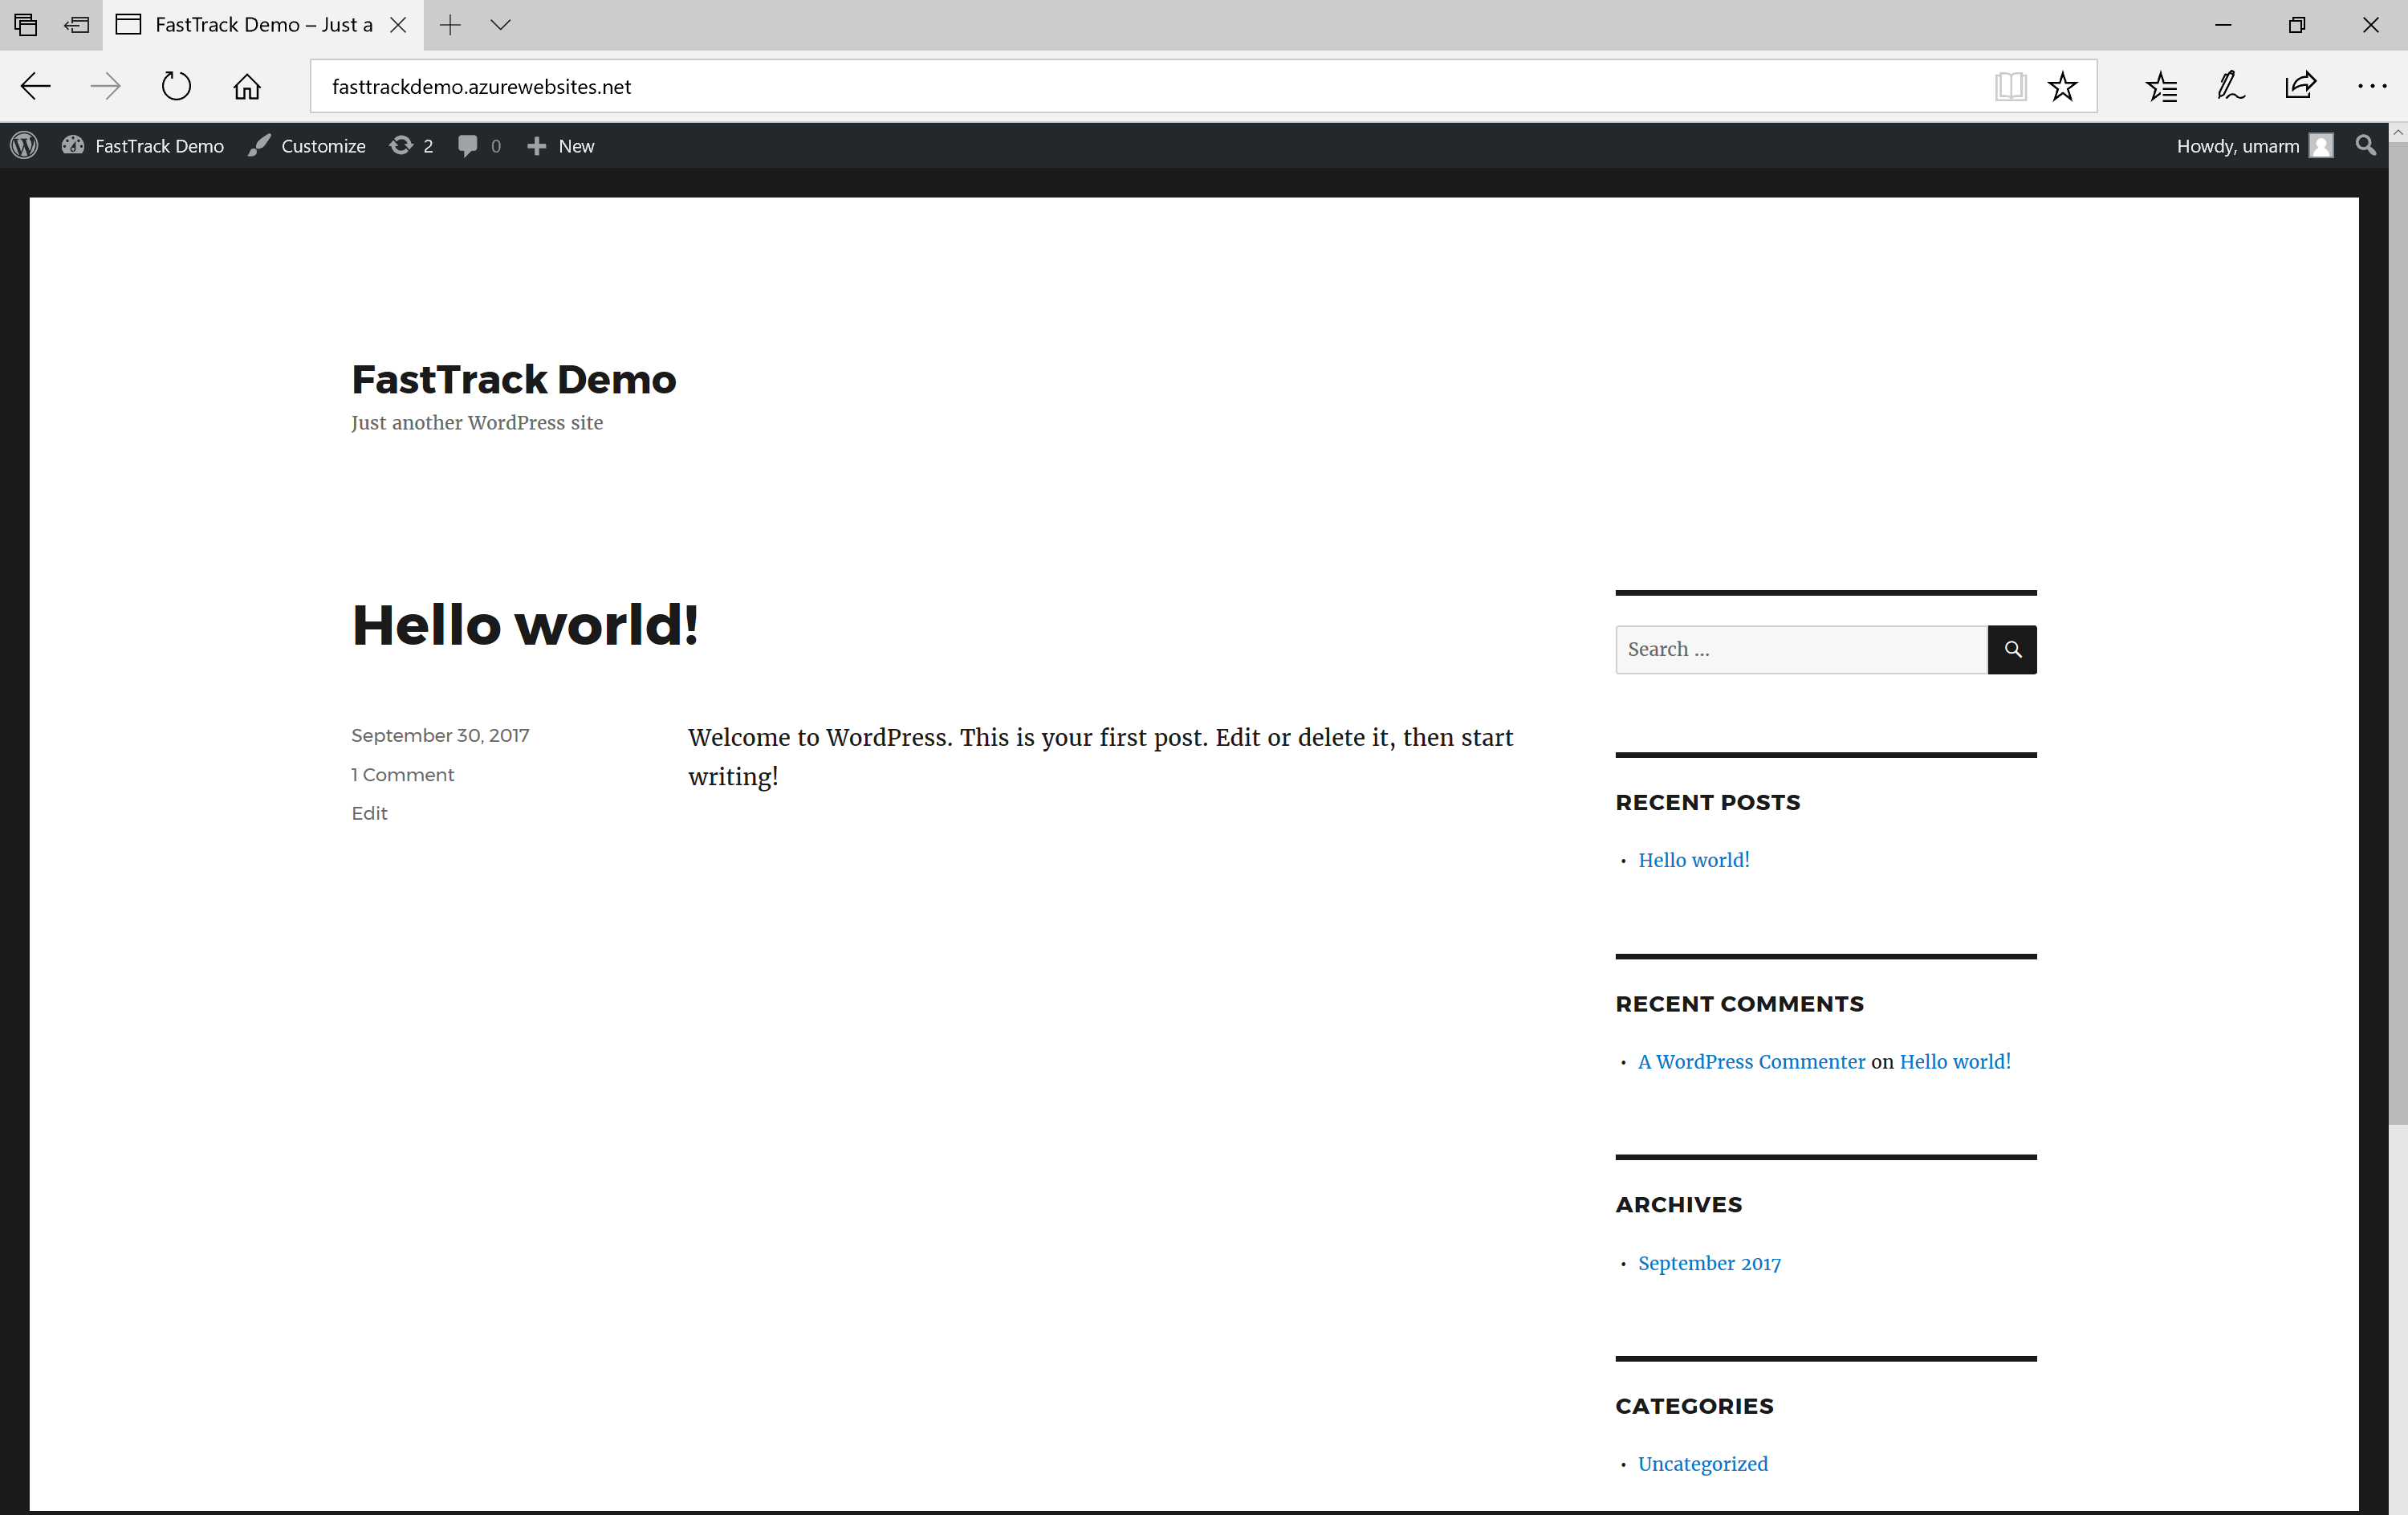 FastTrack Demo – Just a
fasttrackdemo.azurewebsites.net
FastTrack Demo Customize 2 0 New Howdy, umarm
FastTrack Demo
Just another WordPress site
Hello world!
Search ...
September 30, 2017
1 Comment
Edit
Welcome to WordPress. This is your first post. Edit or delete it, then start
writing!
RECENT POSTS
• Hello world!
RECENT COMMENTS
• A WordPress Commenter on Hello world!
ARCHIVES
• September 2017
CATEGORIES
• Uncategorized